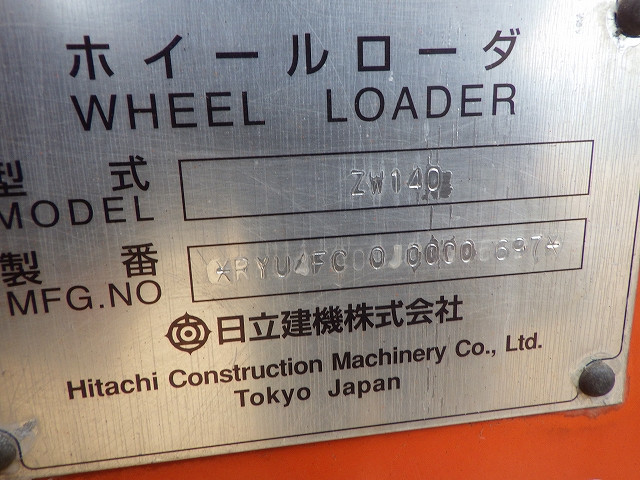 ホイールローダ
WHEEL LOADER
型式 ZW140
MODEL
製番
MFG.NO
日立建機株式会社
Hitachi Construction Machinery Co., Ltd.
Tokyo Japan